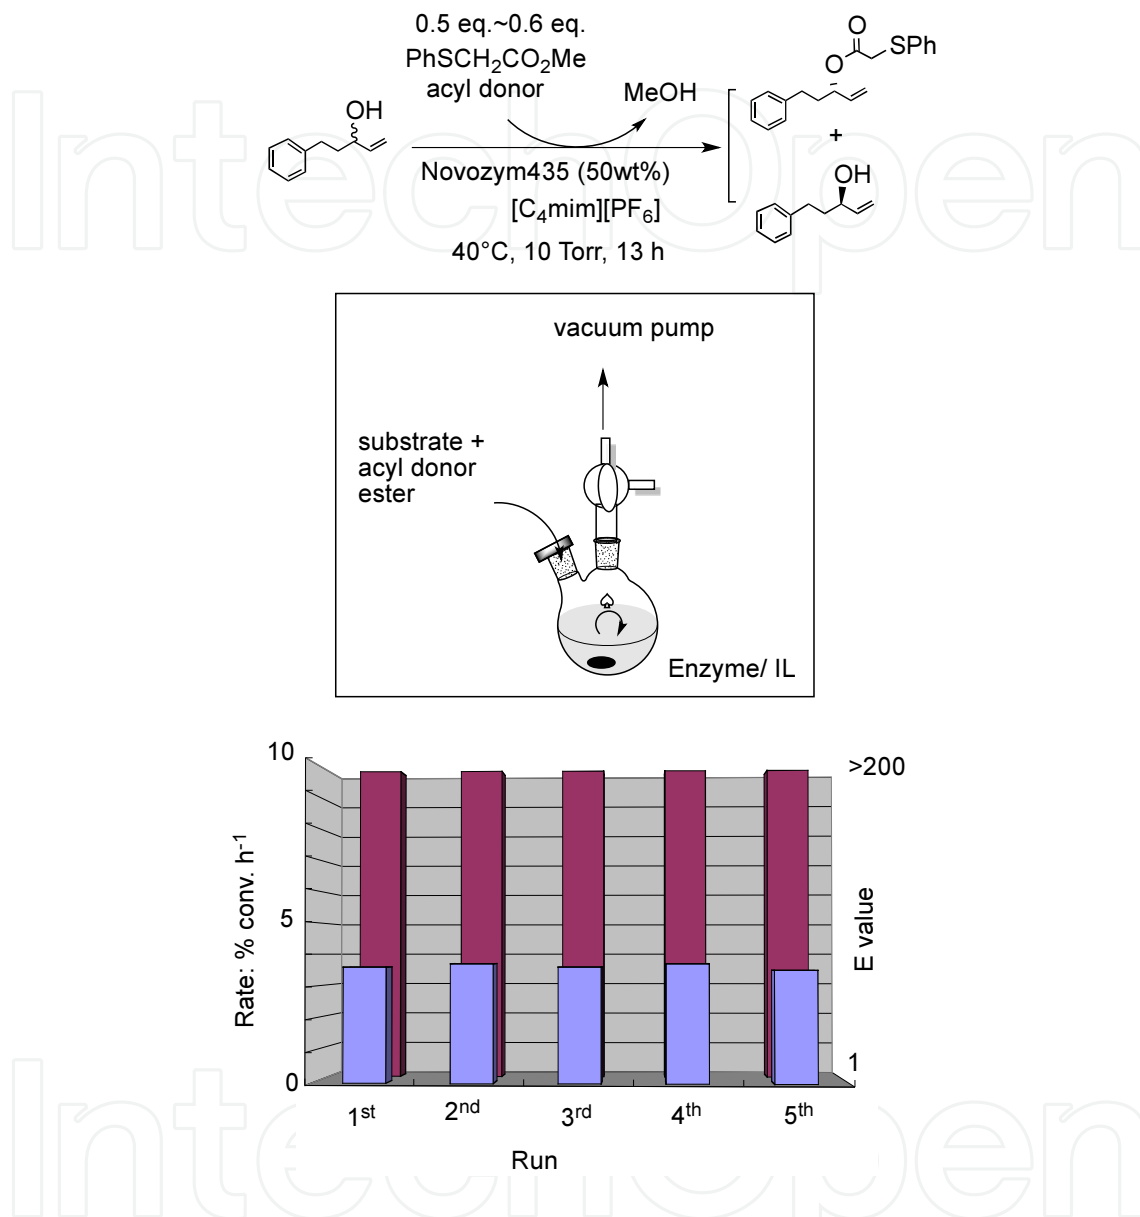 0.5 eq.~0.6 eq.
PhSCH₂CO₂Me
acyl donor
MeOH
OH
Novozym435 (50wt%)
[C₄mim][PF₆]
40°C, 10 Torr, 13 h
O
O
SPh
+
OH
vacuum pump
substrate +
acyl donor
ester
Enzyme/ IL
10
5
0
Rate: % conv. h⁻¹
>200
1
E value
1st
2nd
3rd
4th
5th
Run
IntechOpen
IntechOpen